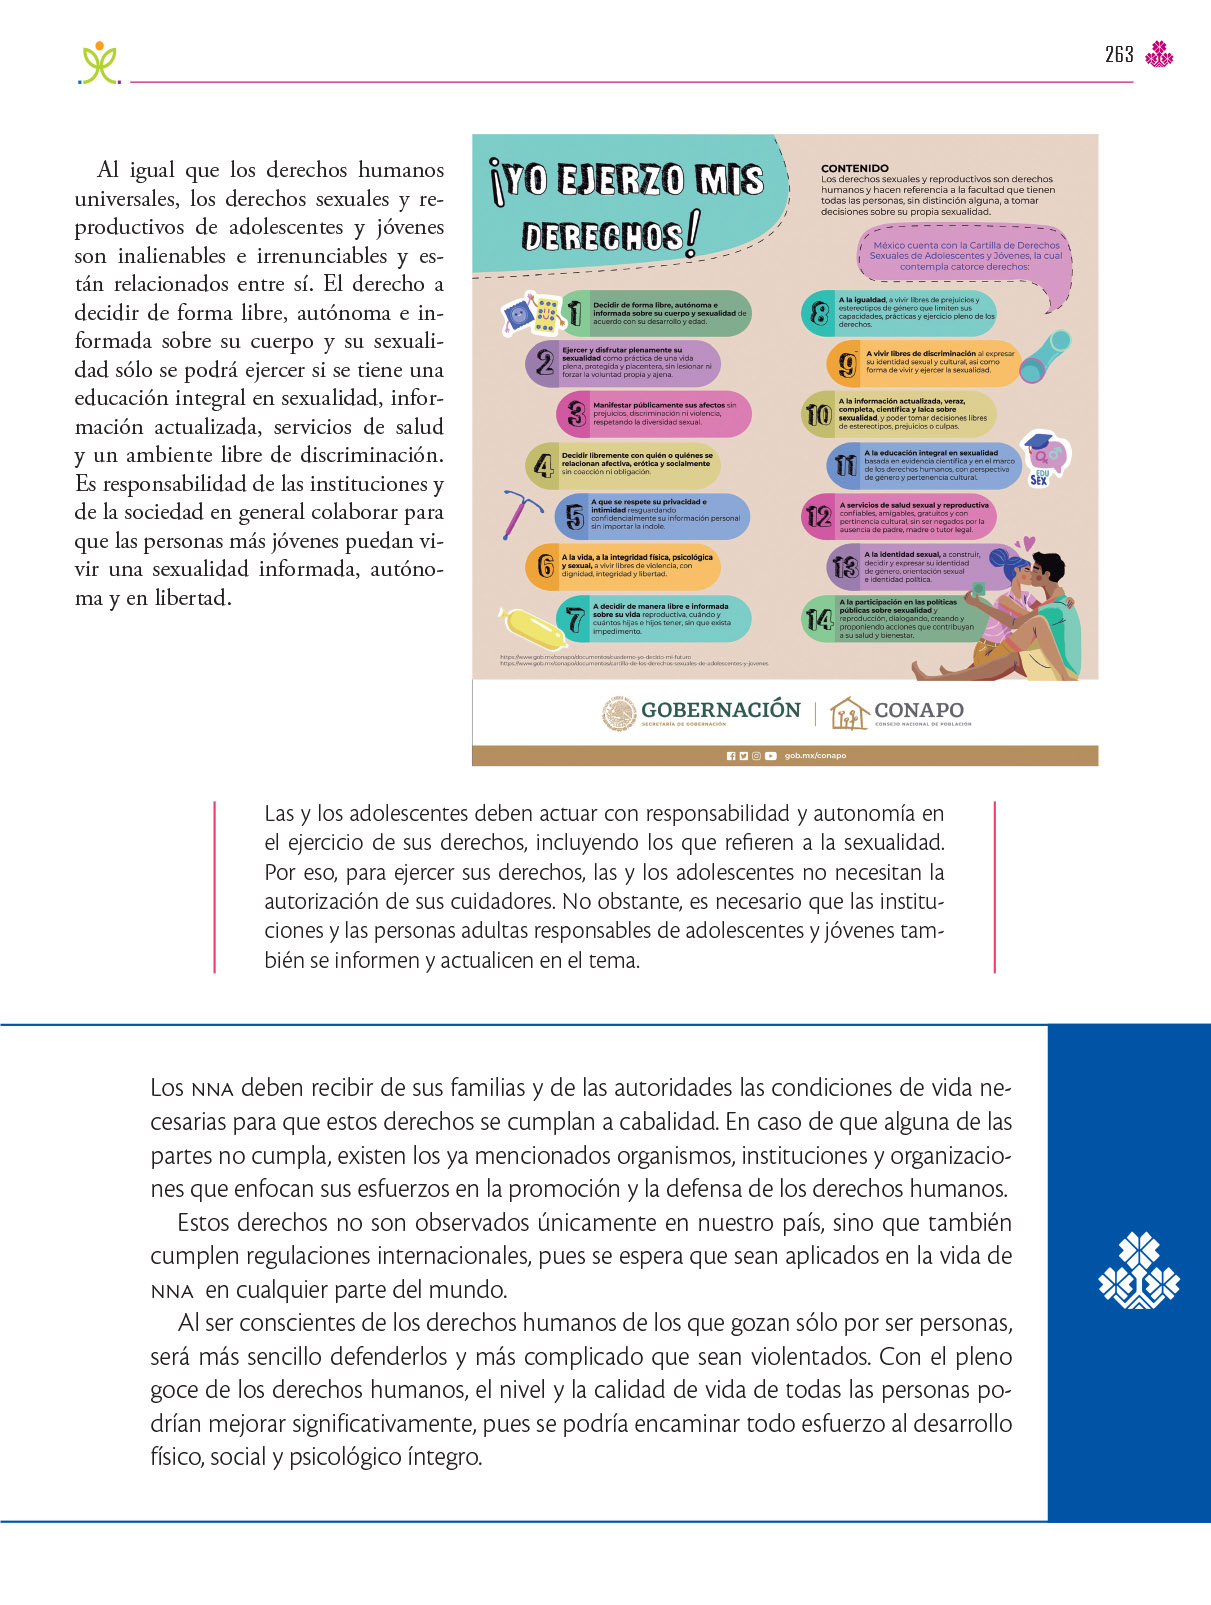 263
Al igual que los derechos humanos
universales, los derechos sexuales y re-
productivos de adolescentes y jóvenes
son inalienables e irrenunciables y es-
tán relacionados entre sí. El derecho a
decidir de forma libre, autónoma e in-
formada sobre su cuerpo y su sexuali-
dad sólo se podrá ejercer si se tiene una
educación integral en sexualidad, infor-
mación actualizada, servicios de salud
y un ambiente libre de discriminación.
Es responsabilidad de las instituciones y
de la sociedad en general colaborar para
que las personas más jóvenes puedan vi-
vir una sexualidad informada, autóno-
ma y en libertad.
¡YO EJERZO MIS
DERECHOS!
CONTENIDO
Los derechos sexuales y reproductivos son derechos
humanos y hacen referencia a la facultad que tienen
todas las personas, sin distinción alguna, a tomar
decisiones sobre su propia sexualidad.
México cuenta con la Cartilla de Derechos
Sexuales de Adolescentes y Jóvenes, la cual
contempla catorce derechos:
1
Decidir de forma libre, autónoma e
informada sobre su cuerpo y sexualidad de
acuerdo con su desarrollo y edad.
2
Ejercer y disfrutar plenamente su
sexualidad como práctica de una vida
plena, protegida y placentera, sin lesionar ni
forzar la voluntad propia y ajena.
3
Manifestar públicamente sus afectos sin
prejuicios, discriminación ni violencia,
respetando la diversidad sexual.
4
Decidir libremente con quién o quiénes se
relacionan afectiva, erótica y socialmente
sin coacción ni obligación.
5
A que se respete su privacidad e
intimidad resguardando
confidencialmente su información personal
sin importar la índole.
6
A la vida, a la integridad física, psicológica
y sexual, a vivir libres de violencia, con
dignidad, integridad y libertad.
7
A decidir de manera libre e informada
sobre su vida reproductiva, cuándo y
cuántos hijas e hijos tener, sin que exista
impedimento.
8
A la igualdad, a vivir libres de prejuicios y
estereotipos de género que limiten sus
capacidades, prácticas y ejercicio pleno de los
derechos.
9
A vivir libres de discriminación al expresar
su identidad sexual y cultural, así como
forma de vivir y ejercer la sexualidad.
10
A la información actualizada, veraz,
completa, científica y laica sobre
sexualidad, y poder tomar decisiones libres
de estereotipos, prejuicios o culpas.
11
A la educación integral en sexualidad
basada en evidencia científica y en el marco
de los derechos humanos, con perspectiva
de género y pertenencia cultural.
EDU
SEX
12
A servicios de salud sexual y reproductiva
confiables, amigables, gratuitos y con
pertinencia cultural, sin ser negados por la
ausencia de padre, madre o tutor legal.
13
A la identidad sexual, a construir,
decidir y expresar su identidad
de género, orientación sexual
e identidad política.
14
A la participación en las políticas
públicas sobre sexualidad y
reproducción, dialogando, creando y
proponiendo acciones que contribuyan
a su salud y bienestar.
https://www.gob.mx/conapo/documentos/cuaderno-yo-decido-mi-futuro
https://www.gob.mx/conapo/documentos/cartilla-de-los-derechos-sexuales-de-adolescentes-y-jovenes
GOBERNACIÓN
SECRETARÍA DE GOBERNACIÓN
CONAPO
CONSEJO NACIONAL DE POBLACIÓN
gob.mx/conapo
Las y los adolescentes deben actuar con responsabilidad y autonomía en
el ejercicio de sus derechos, incluyendo los que refieren a la sexualidad.
Por eso, para ejercer sus derechos, las y los adolescentes no necesitan la
autorización de sus cuidadores. No obstante, es necesario que las institu-
ciones y las personas adultas responsables de adolescentes y jóvenes tam-
bién se informen y actualicen en el tema.
Los NNA deben recibir de sus familias y de las autoridades las condiciones de vida ne-
cesarias para que estos derechos se cumplan a cabalidad. En caso de que alguna de las
partes no cumpla, existen los ya mencionados organismos, instituciones y organizacio-
nes que enfocan sus esfuerzos en la promoción y la defensa de los derechos humanos.
Estos derechos no son observados únicamente en nuestro país, sino que también
cumplen regulaciones internacionales, pues se espera que sean aplicados en la vida de
NNA en cualquier parte del mundo.
Al ser conscientes de los derechos humanos de los que gozan sólo por ser personas,
será más sencillo defenderlos y más complicado que sean violentados. Con el pleno
goce de los derechos humanos, el nivel y la calidad de vida de todas las personas po-
drían mejorar significativamente, pues se podría encaminar todo esfuerzo al desarrollo
físico, social y psicológico íntegro.